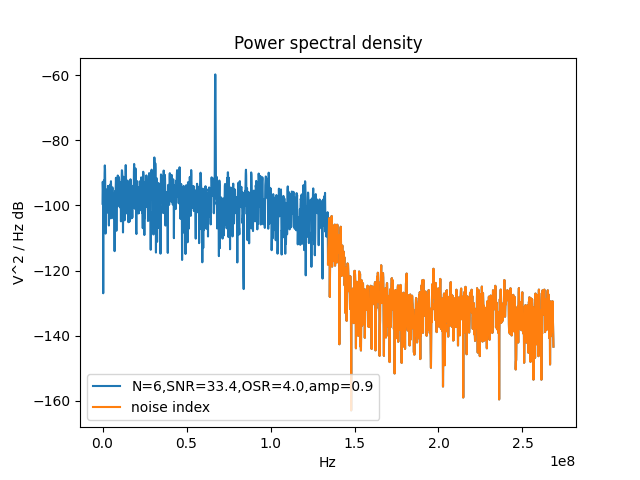 Power spectral density
V^2 / Hz dB
−60
−80
−100
−120
−140
−160
N=6,SNR=33.4,OSR=4.0,amp=0.9
noise index
0.0 0.5 1.0 1.5 2.0 2.5
1e8
Hz